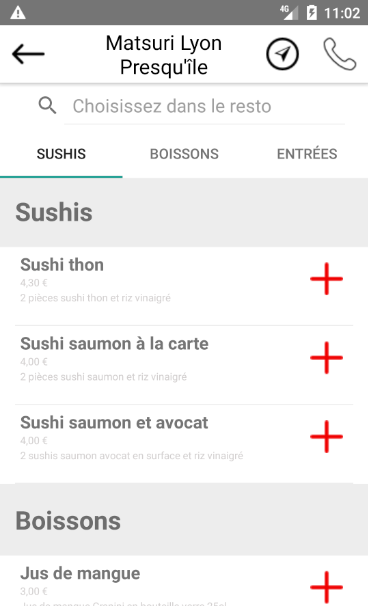 4G 11:02
Matsuri Lyon
Presqu'île
Choisissez dans le resto
SUSHIS BOISSONS ENTRÉES
Sushis
Sushi thon
4,30 €
2 pièces sushi thon et riz vinaigré
Sushi saumon à la carte
4,00 €
2 pièces sushi saumon et riz vinaigré
Sushi saumon et avocat
4,00 €
2 sushis saumon avocat en surface et riz vinaigré
Boissons
Jus de mangue
3,00 €